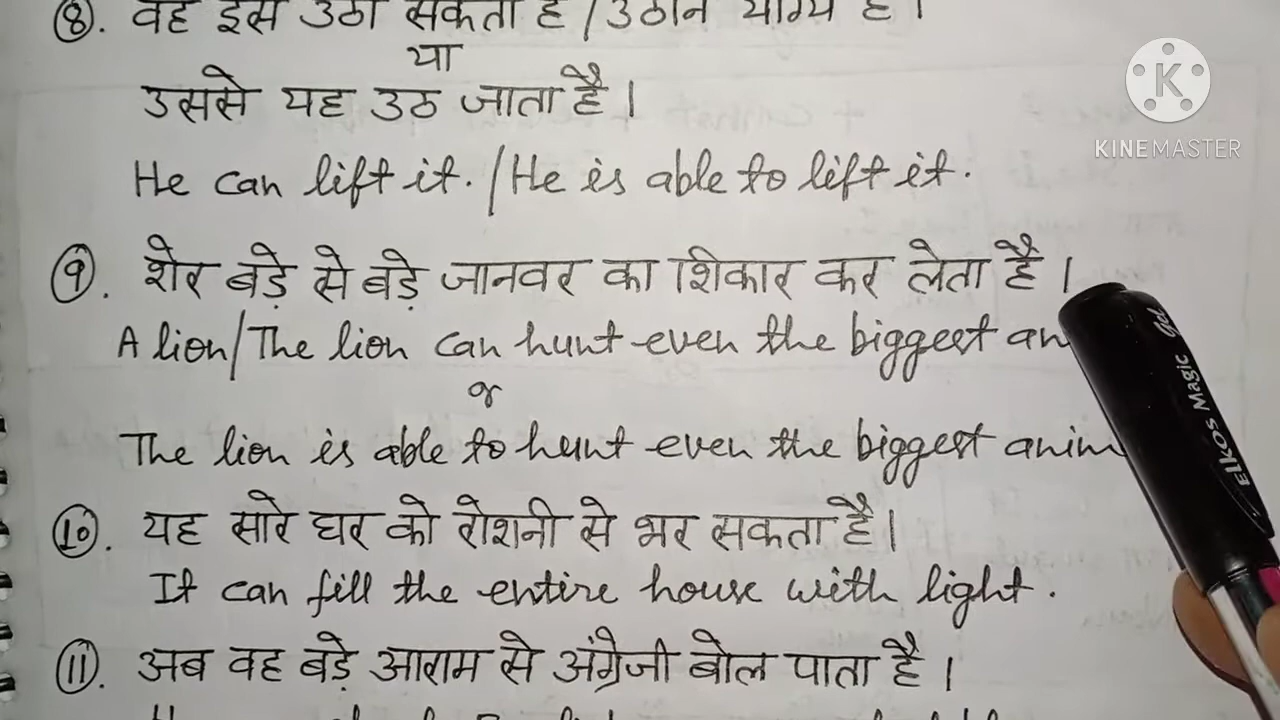 8. वह इसे उठा सकता है / उठाने योग्य है।
या
उससे यह उठ जाता है।
He can lift it. / He is able to lift it.
9. शेर बड़े से बड़े जानवर का शिकार कर लेता है।
A lion/The lion can hunt even the biggest an
or
The lion is able to hunt even the biggest anim
10. यह सारे घर को रोशनी से भर सकता है।
It can fill the entire house with light.
11. अब वह बड़े आराम से अंग्रेजी बोल पाता है।
K
KINEMASTER
Elkos Magic Gel